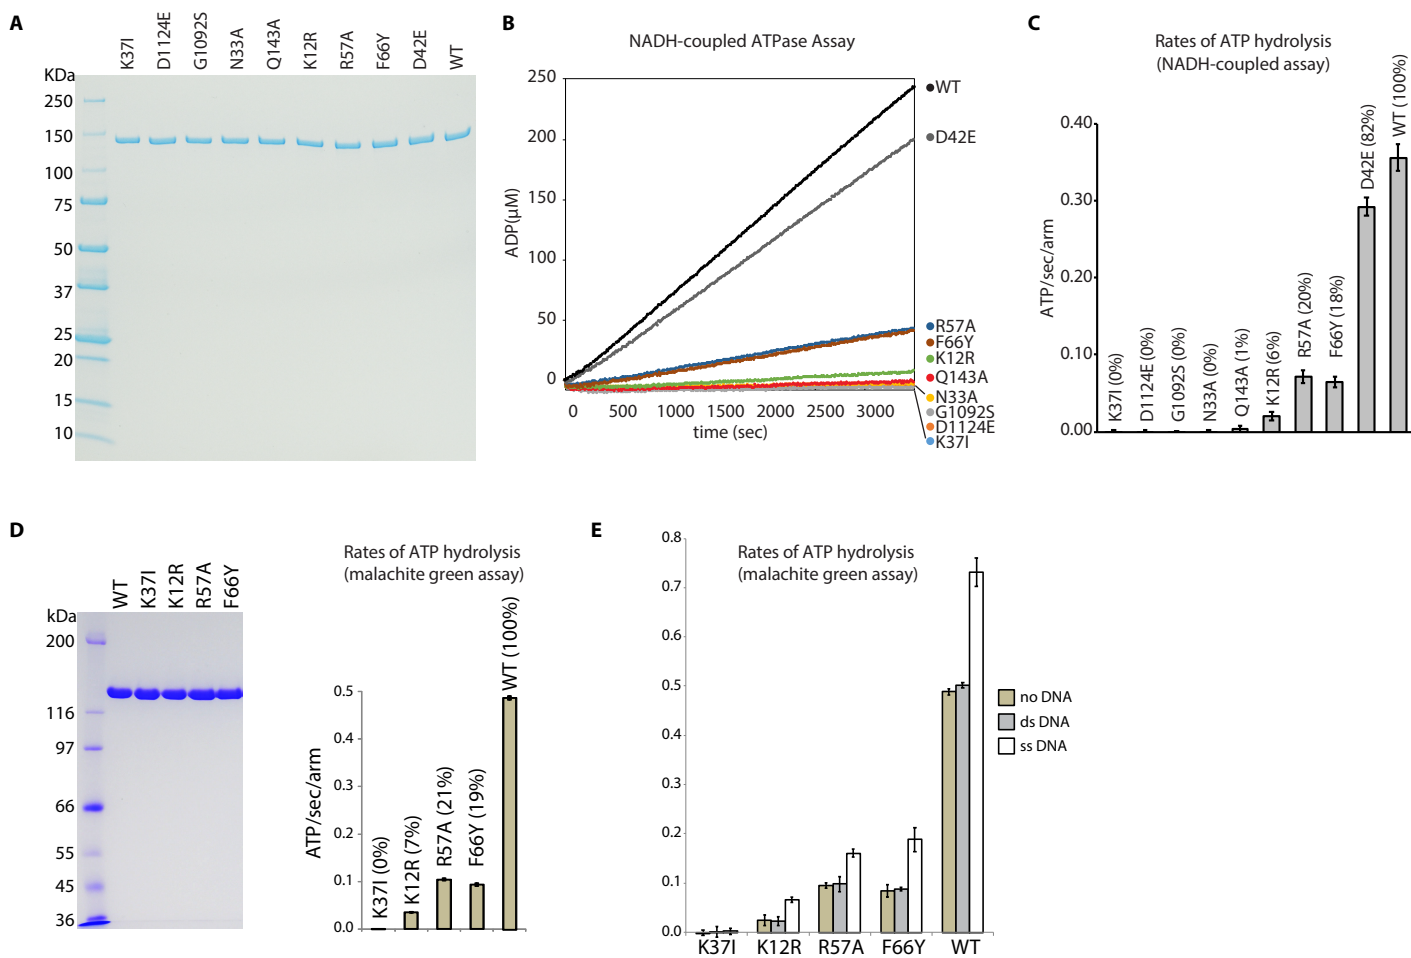 A
KDa
250
150
100
75
50
37
25
20
15
10
K37I
D1124E
G1092S
N33A
Q143A
K12R
R57A
F66Y
D42E
WT
B
NADH-coupled ATPase Assay
ADP(µM)
250
200
150
100
50
0
0 500 1000 1500 2000 2500 3000
time (sec)
WT
D42E
R57A
F66Y
K12R
Q143A
N33A
G1092S
D1124E
K37I
C
Rates of ATP hydrolysis
(NADH-coupled assay)
ATP/sec/arm
0.40
0.30
0.20
0.10
0.00
K37I (0%)
D1124E (0%)
G1092S (0%)
N33A (0%)
Q143A (1%)
K12R (6%)
R57A (20%)
F66Y (18%)
D42E (82%)
WT (100%)
D
kDa
200
116
97
66
55
45
36
WT
K37I
K12R
R57A
F66Y
Rates of ATP hydrolysis
(malachite green assay)
ATP/sec/arm
0.5
0.4
0.3
0.2
0.1
0.0
K37I (0%)
K12R (7%)
R57A (21%)
F66Y (19%)
WT (100%)
E
Rates of ATP hydrolysis
(malachite green assay)
0.8
0.7
0.6
0.5
0.4
0.3
0.2
0.1
0.0
K37I K12R R57A F66Y WT
no DNA
ds DNA
ss DNA